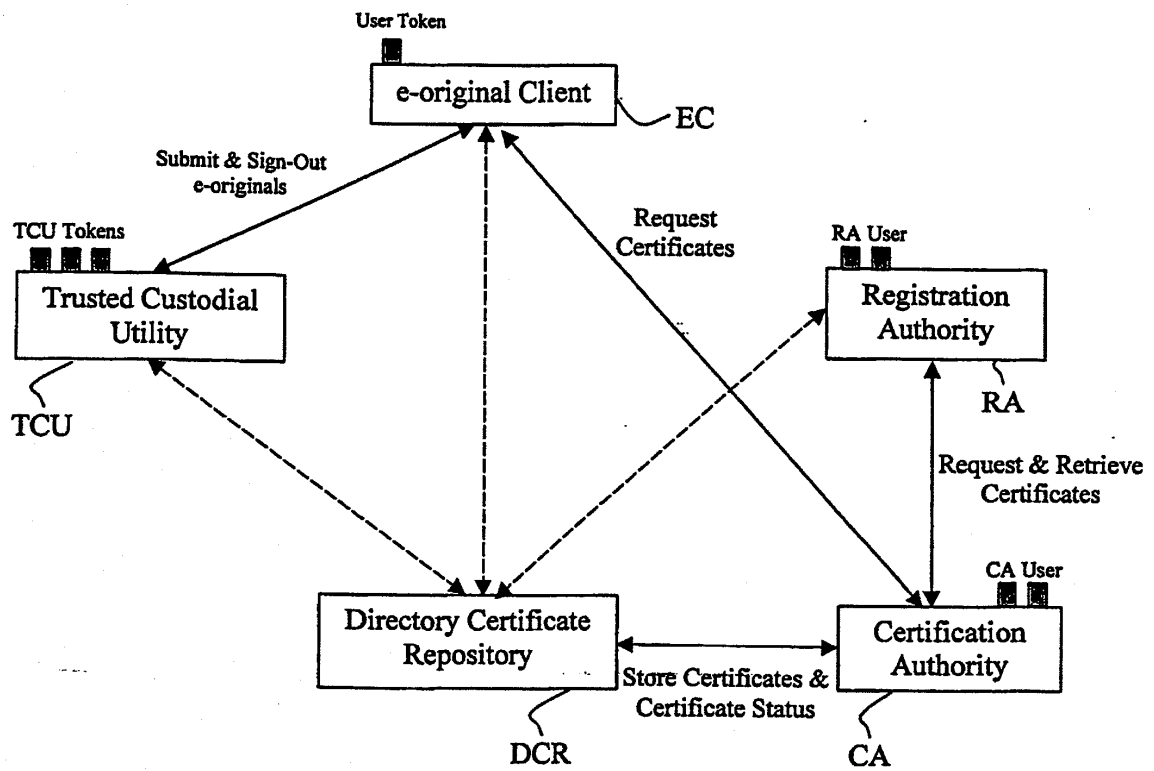 User Token
e-original Client
EC
Submit & Sign-Out
e-originals
Request
Certificates
TCU Tokens
Trusted Custodial
Utility
TCU
RA User
Registration
Authority
RA
Request & Retrieve
Certificates
CA User
Directory Certificate
Repository
DCR
Store Certificates &
Certificate Status
Certification
Authority
CA